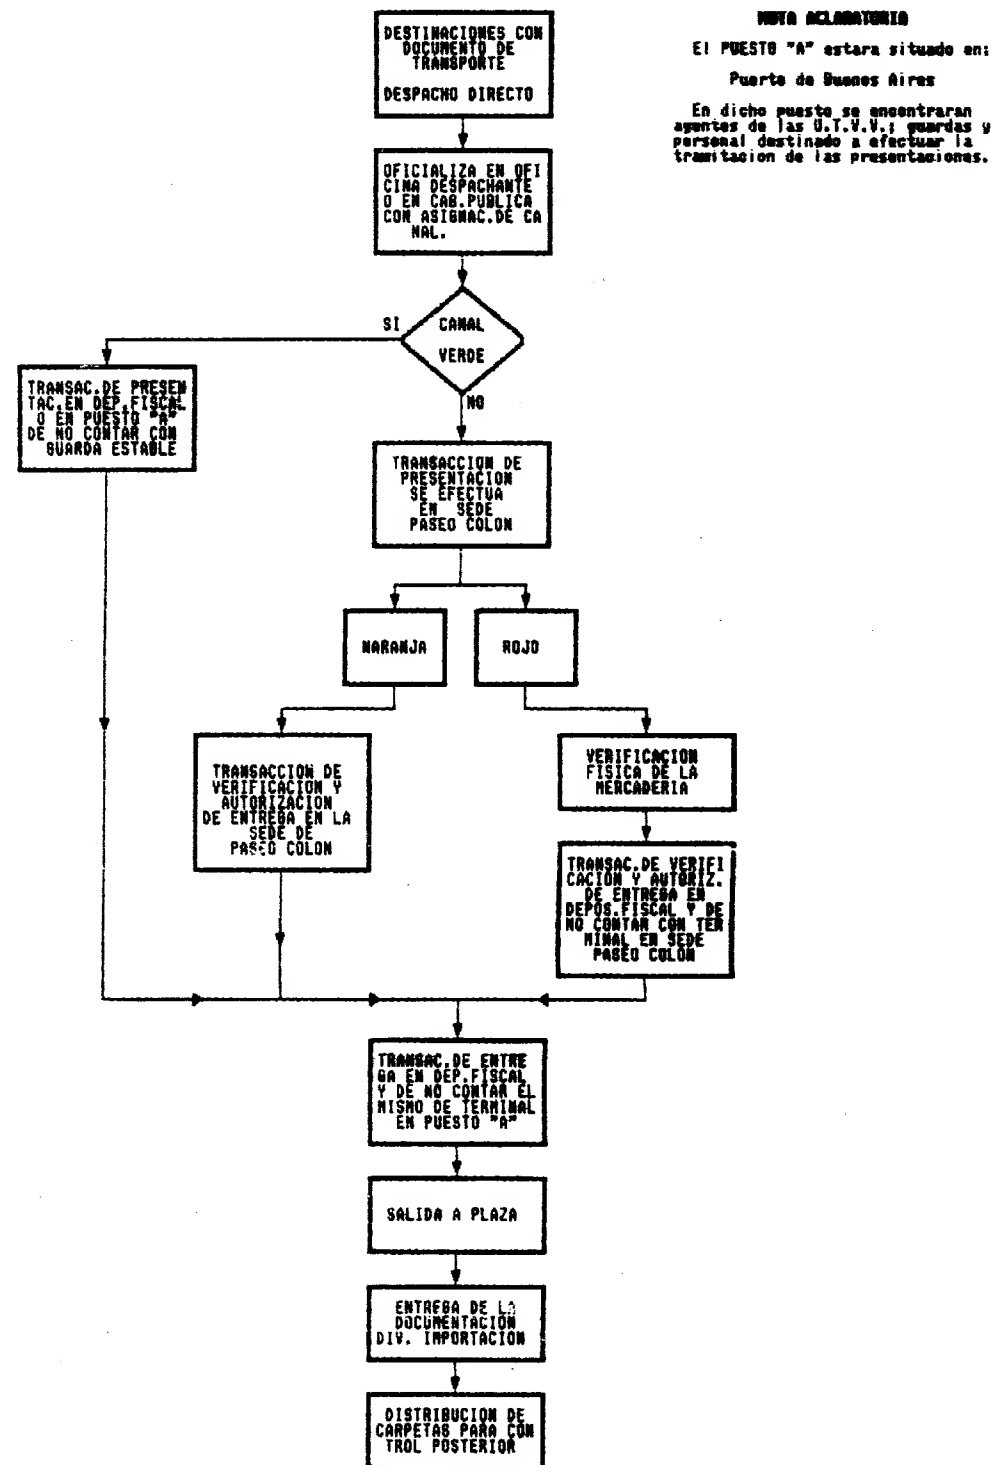 DESTINACIONES CON
DOCUMENTO DE
TRANSPORTE
DESPACHO DIRECTO
NOTA ACLARATORIA
El PUESTO "A" estara situado en:
Puerto de Buenos Aires
En dicho puesto se encontraran
agentes de las U.T.V.V.; guardas y
personal destinado a efectuar la
tramitacion de las presentaciones.
OFICIALIZA EN OFI
CINA DESPACHANTE
O EN CAB.PUBLICA
CON ASIGNAC.DE CA
NAL.
SI
CANAL
VERDE
NO
TRANSAC.DE PRESEN
TAC.EN DEP.FISCAL
O EN PUESTO "A"
DE NO CONTAR CON
GUARDA ESTABLE
TRANSACCION DE
PRESENTACION
SE EFECTUA
EN SEDE
PASEO COLON
NARANJA
ROJO
TRANSACCION DE
VERIFICACION Y
AUTORIZACION
DE ENTREGA EN LA
SEDE DE
PASEO COLON
VERIFICACION
FISICA DE LA
MERCADERIA
TRANSAC.DE VERIFI
CACION Y AUTORIZ.
DE ENTREGA EN
DEPOS.FISCAL Y DE
NO CONTAR CON TER
MINAL EN SEDE
PASEO COLON
TRANSAC.DE ENTRE
GA EN DEP.FISCAL
Y DE NO CONTAR EL
MISMO DE TERMINAL
EN PUESTO "A"
SALIDA A PLAZA
ENTREGA DE LA
DOCUMENTACION
DIV. IMPORTACION
DISTRIBUCION DE
CARPETAS PARA CON
TROL POSTERIOR